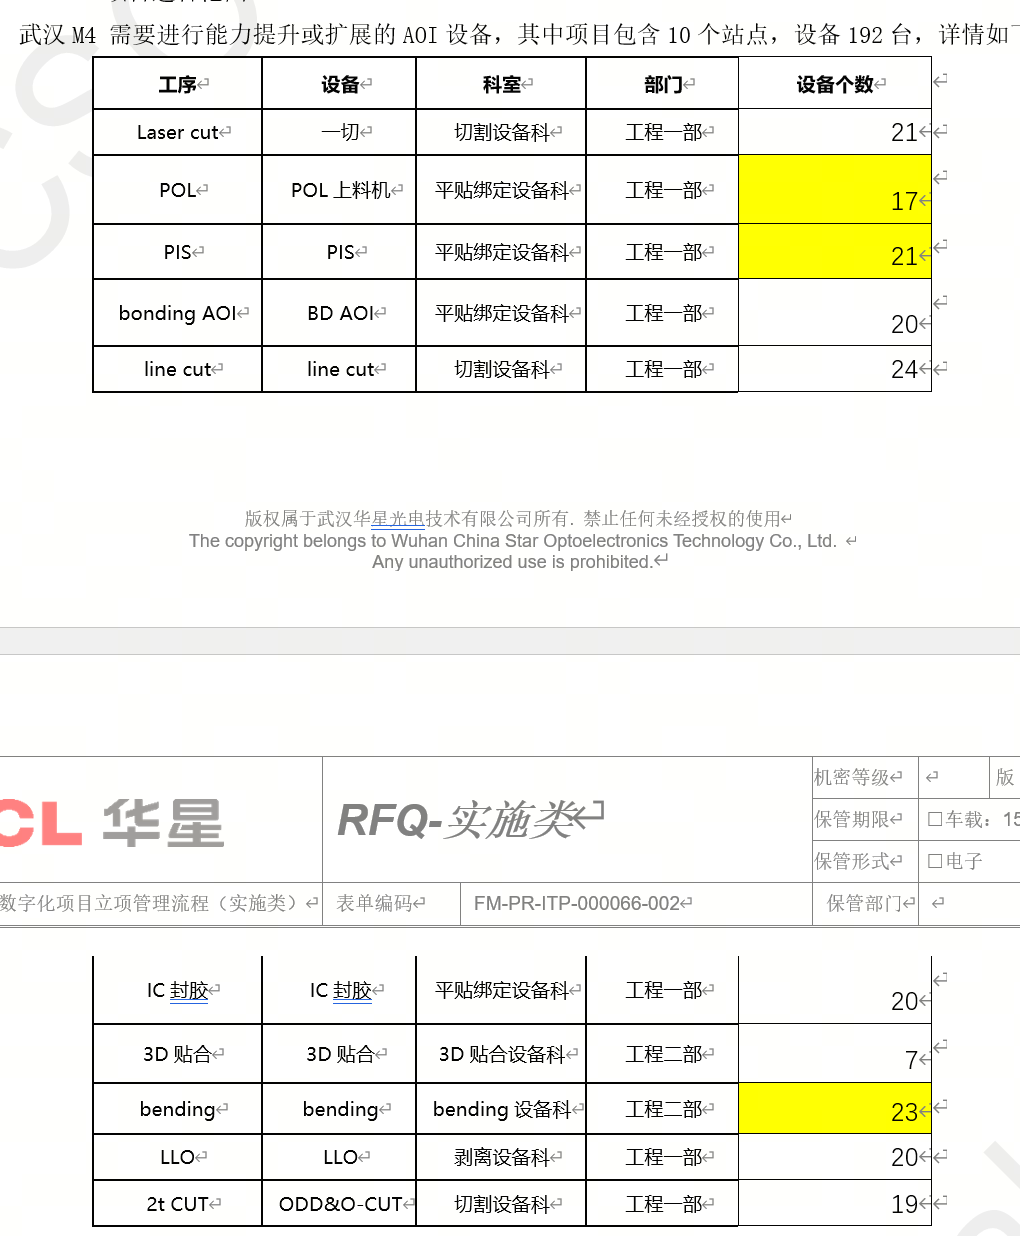 武汉 M4 需要进行能力提升或扩展的 AOI 设备，其中项目包含 10 个站点，设备 192 台，详情如
工序 设备 科室 部门 设备个数
Laser cut 一切 切割设备科 工程一部 21
POL POL 上料机 平贴绑定设备科 工程一部 17
PIS PIS 平贴绑定设备科 工程一部 21
bonding AOI BD AOI 平贴绑定设备科 工程一部 20
line cut line cut 切割设备科 工程一部 24
版权属于武汉华星光电技术有限公司所有. 禁止任何未经授权的使用
The copyright belongs to Wuhan China Star Optoelectronics Technology Co., Ltd.
Any unauthorized use is prohibited.
CL 华星 RFQ-实施类 机密等级 版
保管期限 □车载：15
保管形式 □电子
数字化项目立项管理流程（实施类） 表单编码 FM-PR-ITP-000066-002 保管部门
IC 封胶 IC 封胶 平贴绑定设备科 工程一部 20
3D 贴合 3D 贴合 3D 贴合设备科 工程二部 7
bending bending bending 设备科 工程二部 23
LLO LLO 剥离设备科 工程一部 20
2t CUT ODD&O-CUT 切割设备科 工程一部 19